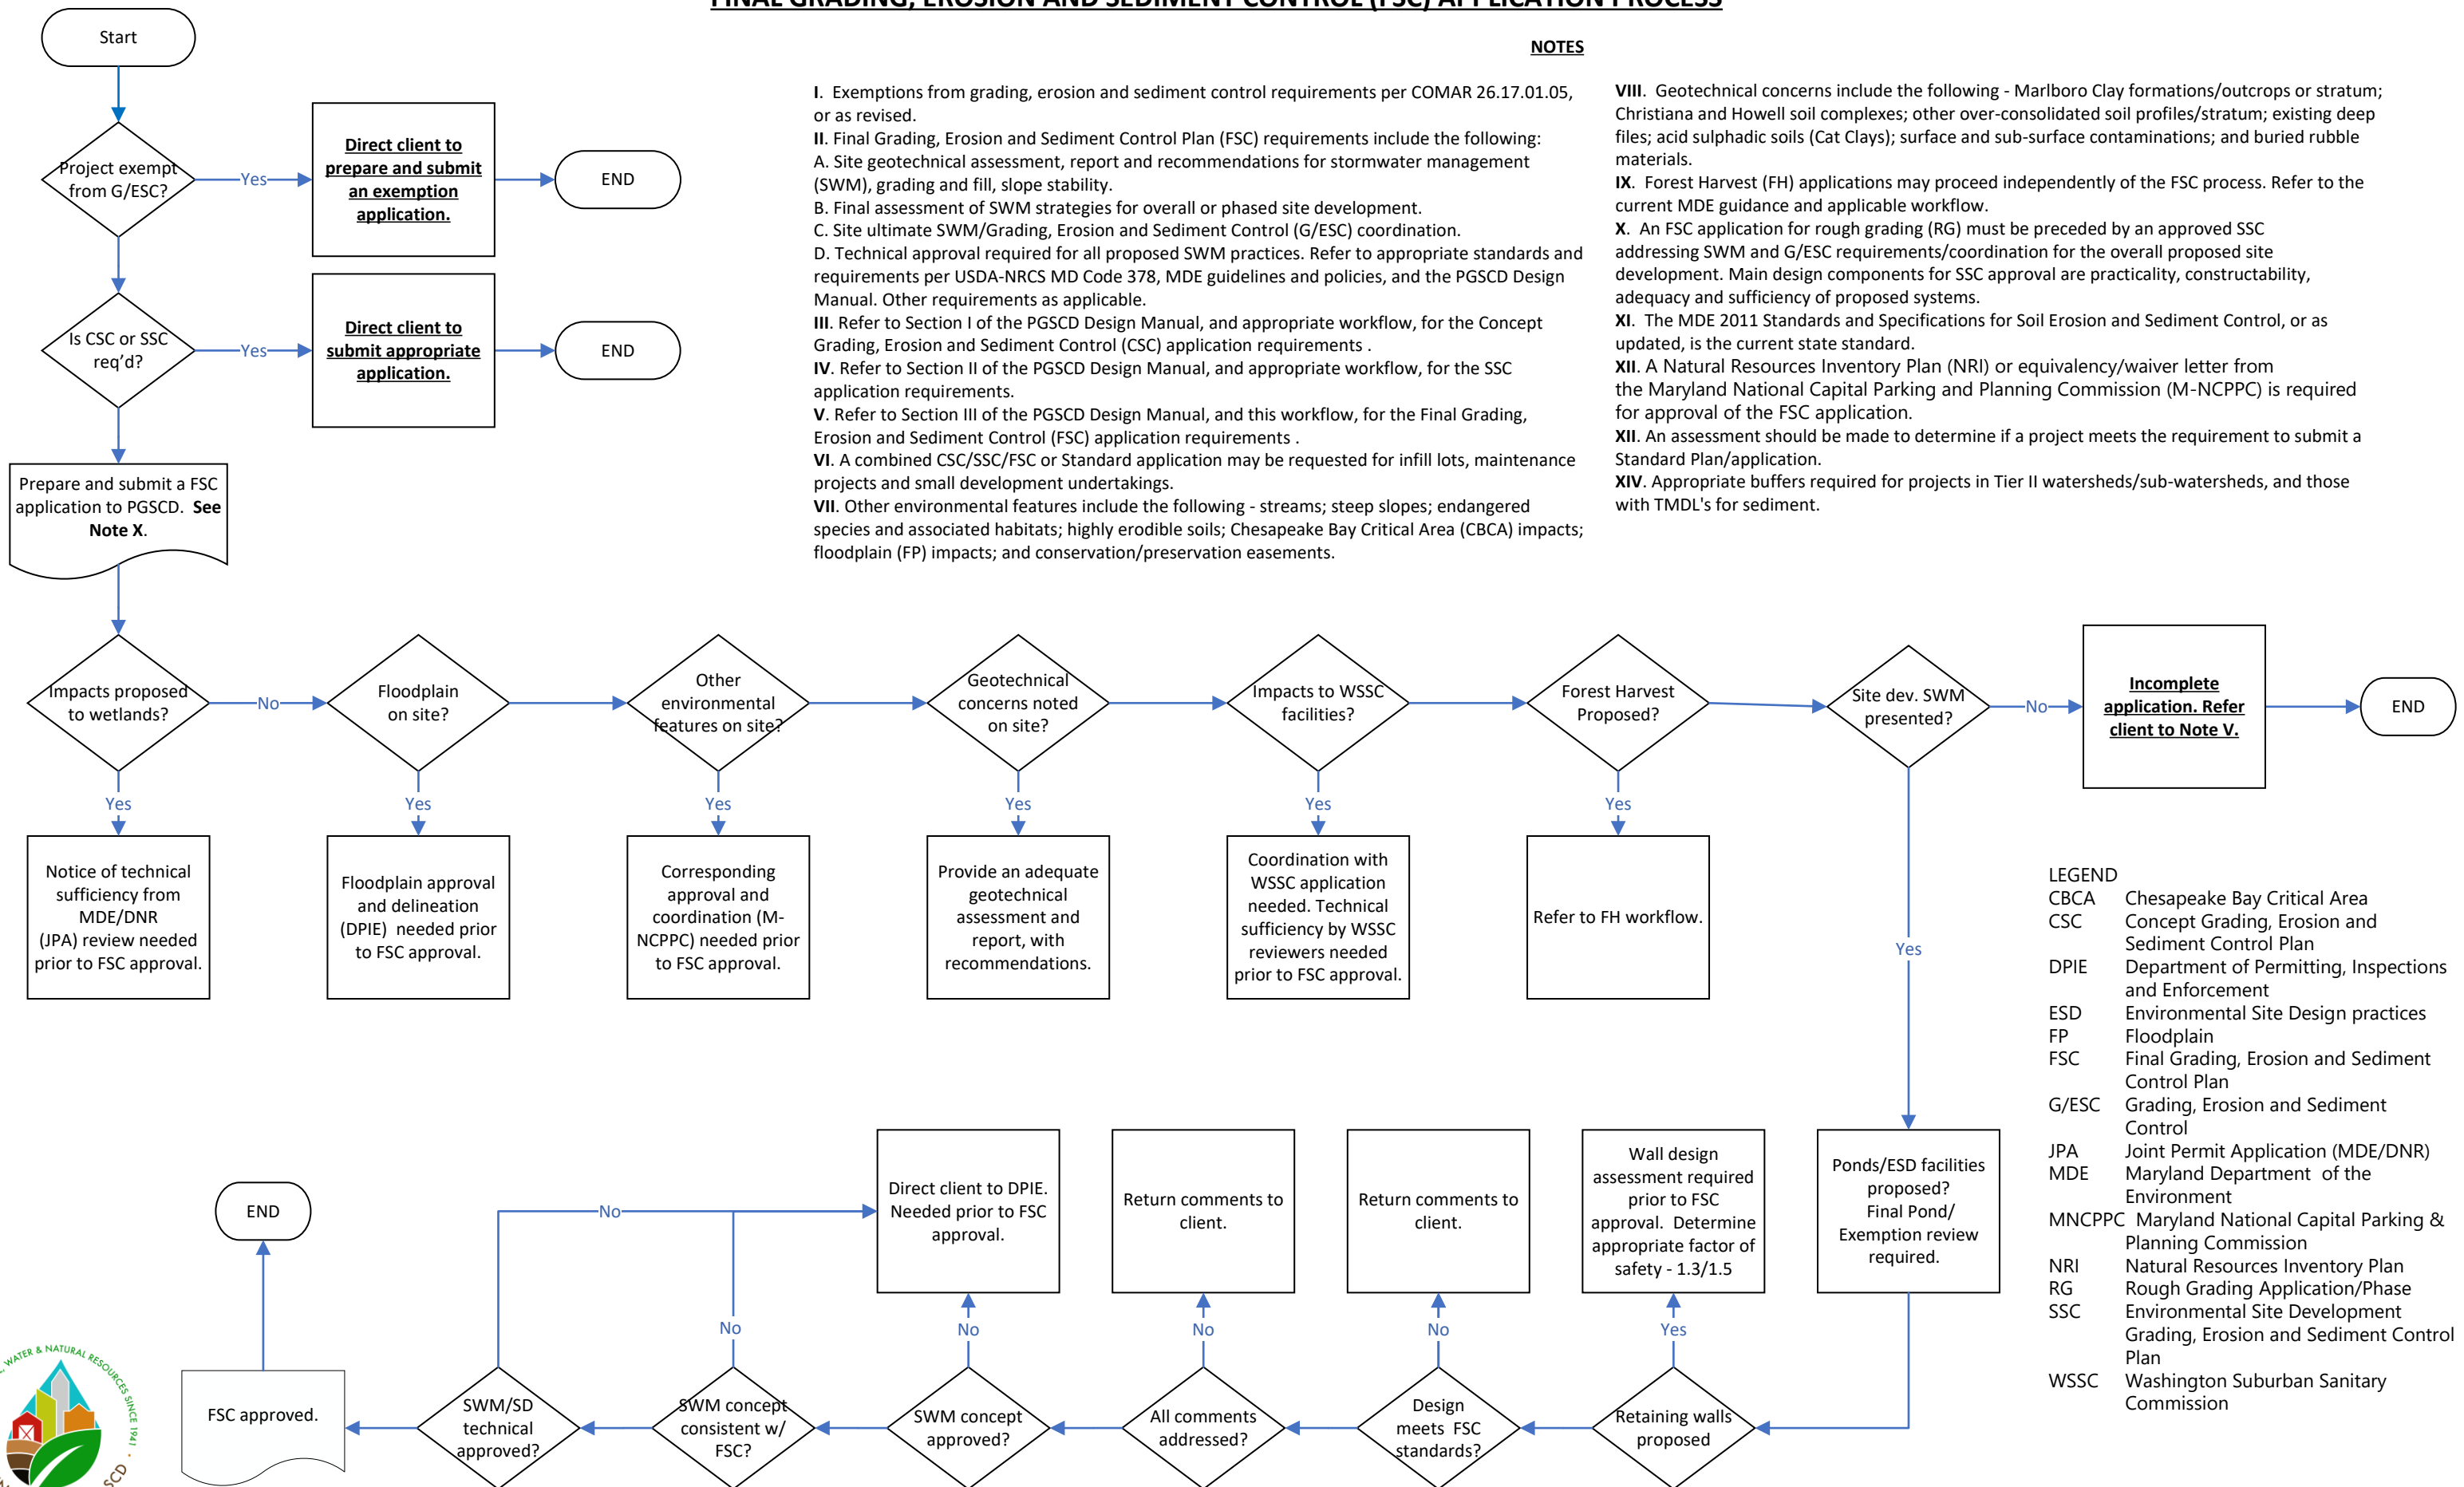 FINAL GRADING, EROSION AND SEDIMENT CONTROL (FSC) APPLICATION PROCESS
Start
Project exempt
from G/ESC?
Yes
Direct client to
prepare and submit
an exemption
application.
END
Is CSC or SSC
req'd?
Yes
Direct client to
submit appropriate
application.
END
Prepare and submit a FSC
application to PGSCD. See
Note X.
NOTES
I. Exemptions from grading, erosion and sediment control requirements per COMAR 26.17.01.05,
or as revised.
II. Final Grading, Erosion and Sediment Control Plan (FSC) requirements include the following:
A. Site geotechnical assessment, report and recommendations for stormwater management
(SWM), grading and fill, slope stability.
B. Final assessment of SWM strategies for overall or phased site development.
C. Site ultimate SWM/Grading, Erosion and Sediment Control (G/ESC) coordination.
D. Technical approval required for all proposed SWM practices. Refer to appropriate standards and
requirements per USDA-NRCS MD Code 378, MDE guidelines and policies, and the PGSCD Design
Manual. Other requirements as applicable.
III. Refer to Section I of the PGSCD Design Manual, and appropriate workflow, for the Concept
Grading, Erosion and Sediment Control (CSC) application requirements .
IV. Refer to Section II of the PGSCD Design Manual, and appropriate workflow, for the SSC
application requirements.
V. Refer to Section III of the PGSCD Design Manual, and this workflow, for the Final Grading,
Erosion and Sediment Control (FSC) application requirements .
VI. A combined CSC/SSC/FSC or Standard application may be requested for infill lots, maintenance
projects and small development undertakings.
VII. Other environmental features include the following - streams; steep slopes; endangered
species and associated habitats; highly erodible soils; Chesapeake Bay Critical Area (CBCA) impacts;
floodplain (FP) impacts; and conservation/preservation easements.
VIII. Geotechnical concerns include the following - Marlboro Clay formations/outcrops or stratum;
Christiana and Howell soil complexes; other over-consolidated soil profiles/stratum; existing deep
files; acid sulphadic soils (Cat Clays); surface and sub-surface contaminations; and buried rubble
materials.
IX. Forest Harvest (FH) applications may proceed independently of the FSC process. Refer to the
current MDE guidance and applicable workflow.
X. An FSC application for rough grading (RG) must be preceded by an approved SSC
addressing SWM and G/ESC requirements/coordination for the overall proposed site
development. Main design components for SSC approval are practicality, constructability,
adequacy and sufficiency of proposed systems.
XI. The MDE 2011 Standards and Specifications for Soil Erosion and Sediment Control, or as
updated, is the current state standard.
XII. A Natural Resources Inventory Plan (NRI) or equivalency/waiver letter from
the Maryland National Capital Parking and Planning Commission (M-NCPPC) is required
for approval of the FSC application.
XII. An assessment should be made to determine if a project meets the requirement to submit a
Standard Plan/application.
XIV. Appropriate buffers required for projects in Tier II watersheds/sub-watersheds, and those
with TMDL's for sediment.
Impacts proposed
to wetlands?
No
Floodplain
on site?
Other
environmental
features on site?
Geotechnical
concerns noted
on site?
Impacts to WSSC
facilities?
Forest Harvest
Proposed?
Site dev. SWM
presented?
No
Incomplete
application. Refer
client to Note V.
END
Yes
Yes
Yes
Yes
Yes
Yes
Notice of technical
sufficiency from
MDE/DNR
(JPA) review needed
prior to FSC approval.
Floodplain approval
and delineation
(DPIE) needed prior
to FSC approval.
Corresponding
approval and
coordination (M-
NCPPC) needed prior
to FSC approval.
Provide an adequate
geotechnical
assessment and
report, with
recommendations.
Coordination with
WSSC application
needed. Technical
sufficiency by WSSC
reviewers needed
prior to FSC approval.
Refer to FH workflow.
Yes
LEGEND
CBCA Chesapeake Bay Critical Area
CSC Concept Grading, Erosion and
Sediment Control Plan
DPIE Department of Permitting, Inspections
and Enforcement
ESD Environmental Site Design practices
FP Floodplain
FSC Final Grading, Erosion and Sediment
Control Plan
G/ESC Grading, Erosion and Sediment
Control
JPA Joint Permit Application (MDE/DNR)
MDE Maryland Department of the
Environment
MNCPPC Maryland National Capital Parking &
Planning Commission
NRI Natural Resources Inventory Plan
RG Rough Grading Application/Phase
SSC Environmental Site Development
Grading, Erosion and Sediment Control
Plan
WSSC Washington Suburban Sanitary
Commission
END
No
Direct client to DPIE.
Needed prior to FSC
approval.
Return comments to
client.
Return comments to
client.
Wall design
assessment required
prior to FSC
approval. Determine
appropriate factor of
safety - 1.3/1.5
Ponds/ESD facilities
proposed?
Final Pond/
Exemption review
required.
No
No
No
No
Yes
FSC approved.
SWM/SD
technical
approved?
SWM concept
consistent w/
FSC?
SWM concept
approved?
All comments
addressed?
Design
meets FSC
standards?
Retaining walls
proposed
WATER & NATURAL RESOURCES SINCE 1941
SCD